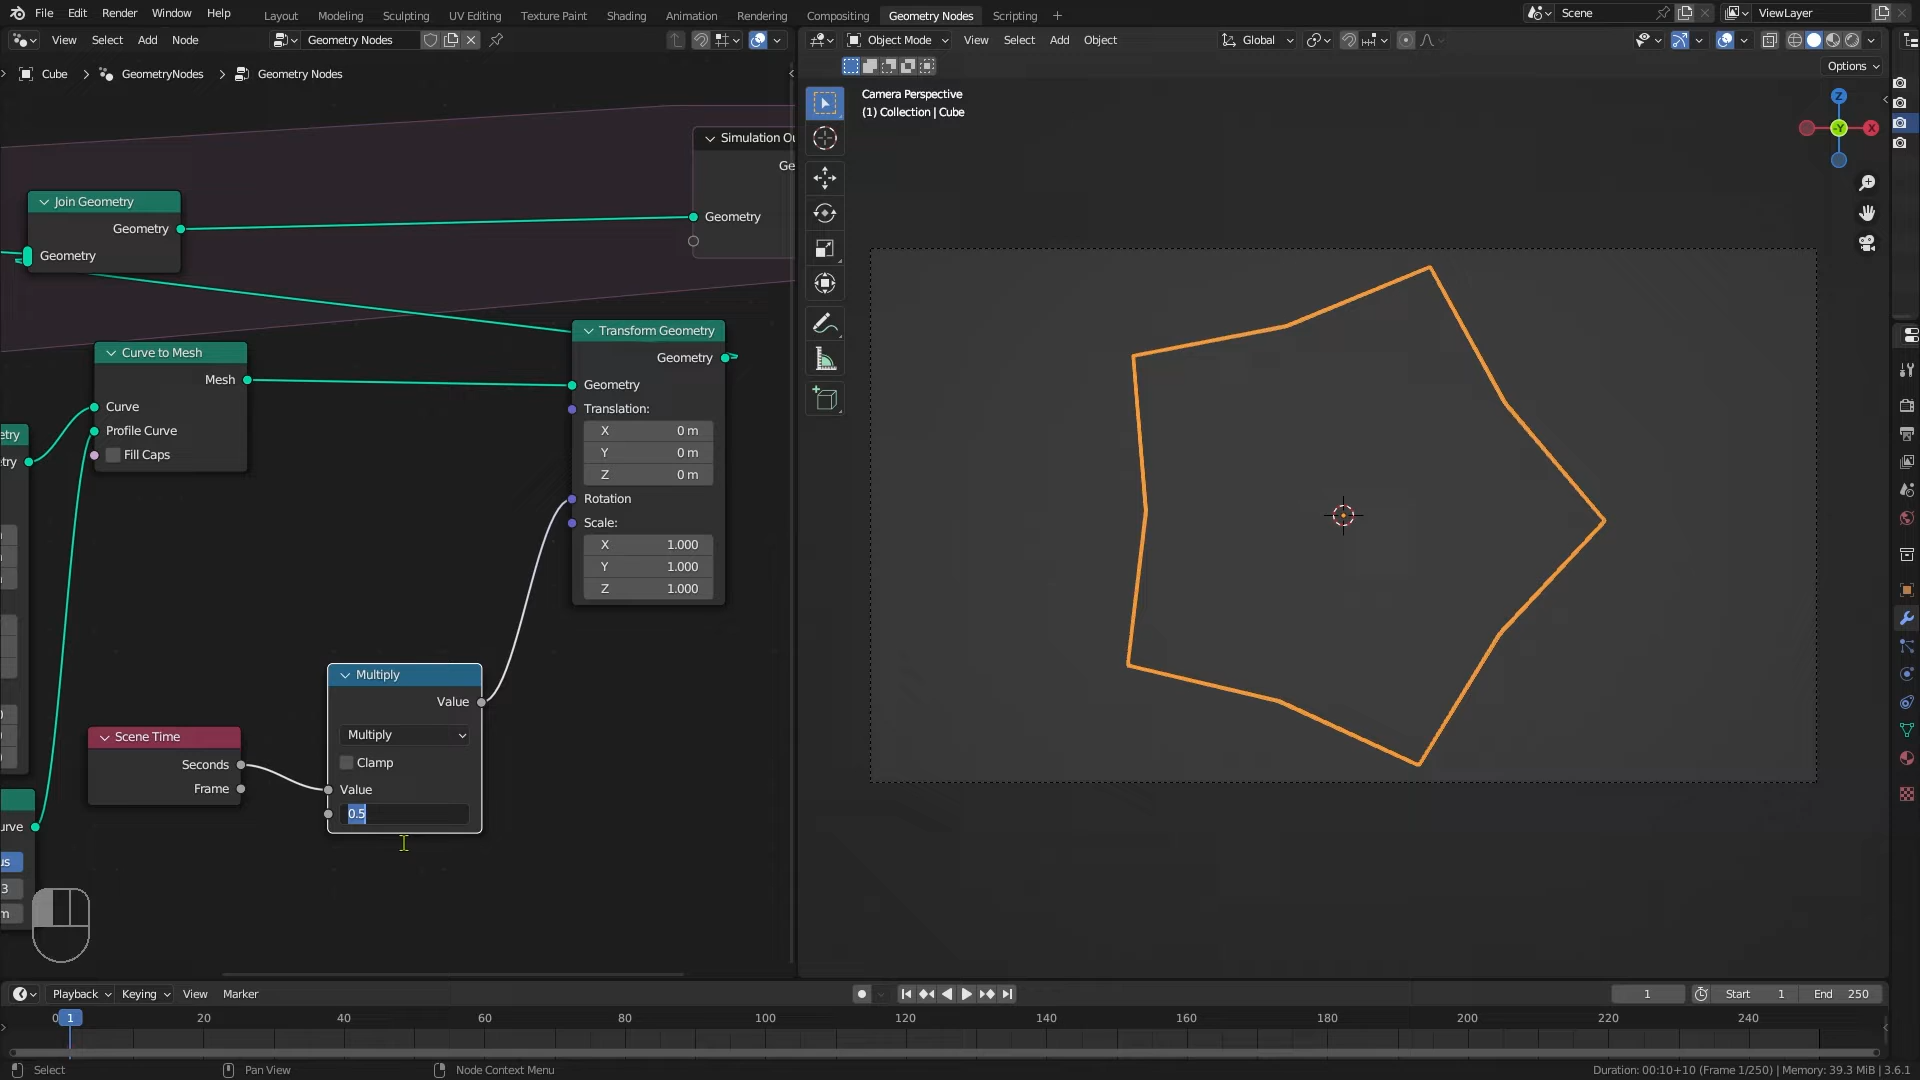 File Edit Render Window Help
Layout Modeling Sculpting UV Editing Texture Paint Shading Animation Rendering Compositing Geometry Nodes Scripting +
Scene
ViewLayer
View Select Add Node
Geometry Nodes
Object Mode View Select Add Object
Global
Options
Cube > GeometryNodes > Geometry Nodes
Camera Perspective
(1) Collection | Cube
Z
-Y
X
Simulation Ou
Ge
Geometry
Join Geometry
Geometry
Geometry
Transform Geometry
Geometry
Geometry
Translation:
X 0 m
Y 0 m
Z 0 m
Rotation
Scale:
X 1.000
Y 1.000
Z 1.000
Curve to Mesh
Mesh
Curve
Profile Curve
Fill Caps
etry
try
Multiply
Value
Multiply
Clamp
Value
0.5
Scene Time
Seconds
Frame
urve
us
3
m
Playback Keying View Marker
1
Start 1
End 250
0 1 20 40 60 80 100 120 140 160 180 200 220 240
Select
Pan View
Node Context Menu
Duration: 00:10+10 (Frame 1/250) | Memory: 39.3 MiB | 3.6.1